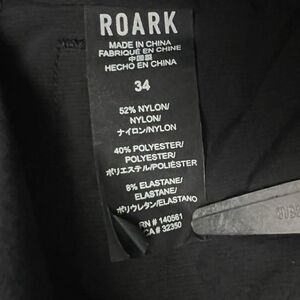 ROARK
MADE IN CHINA
FABRIQUÉ EN CHINE
中国製
HECHO EN CHINA
34
52% NYLON/
NYLON/
ナイロン/NYLON
40% POLYESTER/
POLYESTER/
ポリエステル/POLIÉSTER
8% ELASTANE/
ELASTANE/
ポリウレタン/ELASTANO
RN # 140561
CA # 32350